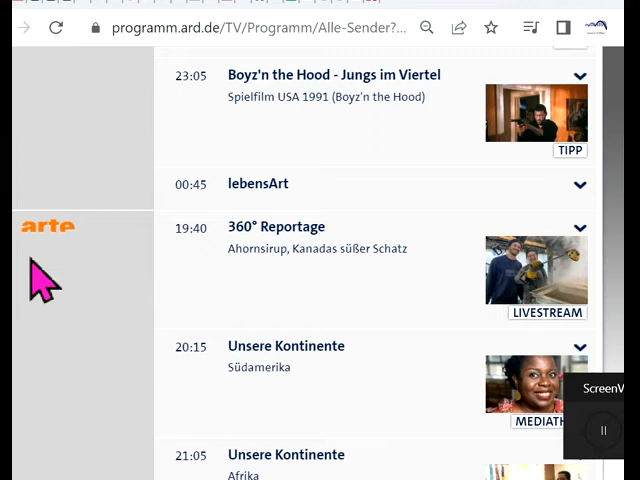 programm.ard.de/TV/Programm/Alle-Sender?...
23:05
Boyz'n the Hood - Jungs im Viertel
Spielfilm USA 1991 (Boyz'n the Hood)
TIPP
00:45
lebensArt
arte
19:40
360° Reportage
Ahornsirup, Kanadas süßer Schatz
LIVESTREAM
20:15
Unsere Kontinente
Südamerika
MEDIATH
ScreenV
21:05
Unsere Kontinente
Afrika